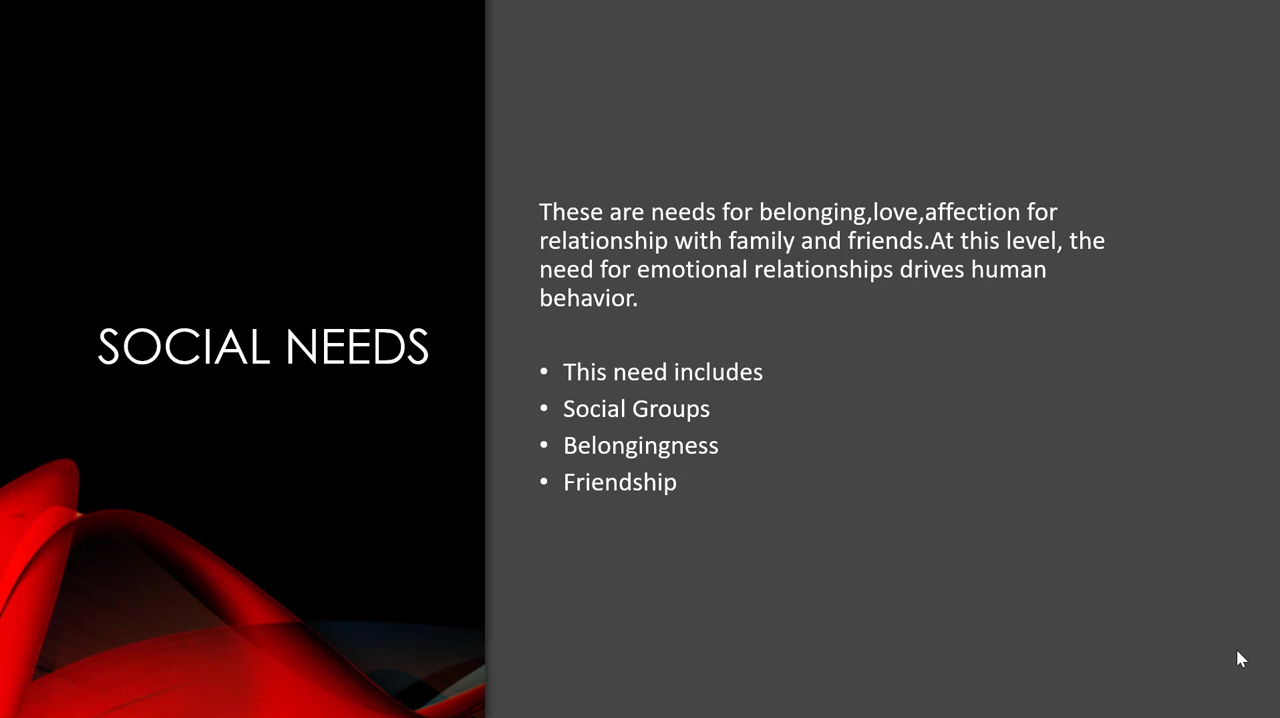 SOCIAL NEEDS
These are needs for belonging,love,affection for
relationship with family and friends.At this level, the
need for emotional relationships drives human
behavior.
• This need includes
• Social Groups
• Belongingness
• Friendship